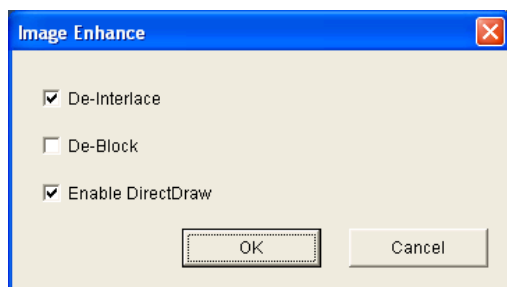 Image Enhance
De-Interlace
De-Block
Enable DirectDraw
OK Cancel